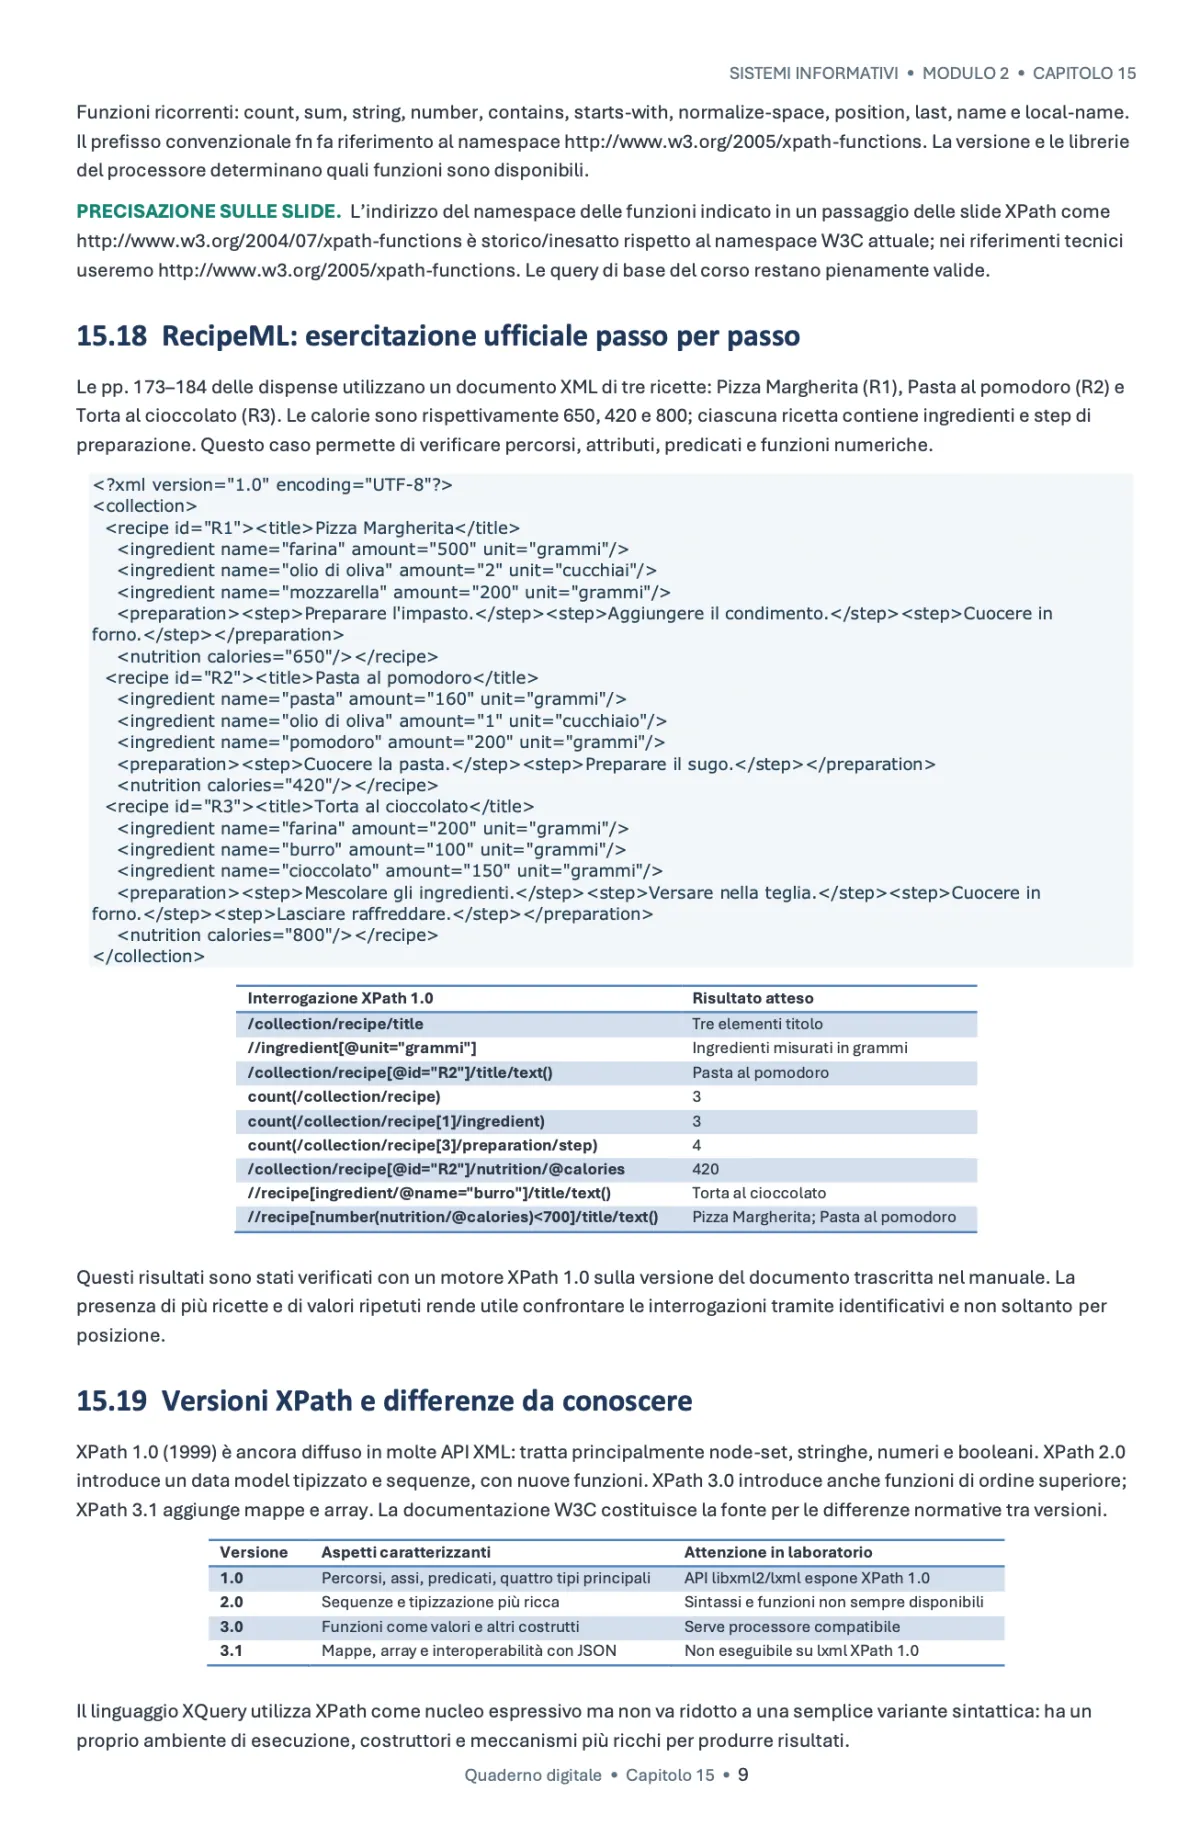 SISTEMI INFORMATIVI • MODULO 2 • CAPITOLO 15
Funzioni ricorrenti: count, sum, string, number, contains, starts-with, normalize-space, position, last, name e local-name.
Il prefisso convenzionale fn fa riferimento al namespace http://www.w3.org/2005/xpath-functions. La versione e le librerie
del processore determinano quali funzioni sono disponibili.
PRECISAZIONE SULLE SLIDE. L’indirizzo del namespace delle funzioni indicato in un passaggio delle slide XPath come
http://www.w3.org/2004/07/xpath-functions è storico/inesatto rispetto al namespace W3C attuale; nei riferimenti tecnici
useremo http://www.w3.org/2005/xpath-functions. Le query di base del corso restano pienamente valide.
15.18 RecipeML: esercitazione ufficiale passo per passo
Le pp. 173–184 delle dispense utilizzano un documento XML di tre ricette: Pizza Margherita (R1), Pasta al pomodoro (R2) e
Torta al cioccolato (R3). Le calorie sono rispettivamente 650, 420 e 800; ciascuna ricetta contiene ingredienti e step di
preparazione. Questo caso permette di verificare percorsi, attributi, predicati e funzioni numeriche.
<?xml version="1.0" encoding="UTF-8"?>
<collection>
<recipe id="R1"><title>Pizza Margherita</title>
<ingredient name="farina" amount="500" unit="grammi"/>
<ingredient name="olio di oliva" amount="2" unit="cucchiai"/>
<ingredient name="mozzarella" amount="200" unit="grammi"/>
<preparation><step>Preparare l'impasto.</step><step>Aggiungere il condimento.</step><step>Cuocere in
forno.</step></preparation>
<nutrition calories="650"/></recipe>
<recipe id="R2"><title>Pasta al pomodoro</title>
<ingredient name="pasta" amount="160" unit="grammi"/>
<ingredient name="olio di oliva" amount="1" unit="cucchiaio"/>
<ingredient name="pomodoro" amount="200" unit="grammi"/>
<preparation><step>Cuocere la pasta.</step><step>Preparare il sugo.</step></preparation>
<nutrition calories="420"/></recipe>
<recipe id="R3"><title>Torta al cioccolato</title>
<ingredient name="farina" amount="200" unit="grammi"/>
<ingredient name="burro" amount="100" unit="grammi"/>
<ingredient name="cioccolato" amount="150" unit="grammi"/>
<preparation><step>Mescolare gli ingredienti.</step><step>Versare nella teglia.</step><step>Cuocere in
forno.</step><step>Lasciare raffreddare.</step></preparation>
<nutrition calories="800"/></recipe>
</collection>
Interrogazione XPath 1.0 Risultato atteso
/collection/recipe/title Tre elementi titolo
//ingredient[@unit="grammi"] Ingredienti misurati in grammi
/collection/recipe[@id="R2"]/title/text() Pasta al pomodoro
count(/collection/recipe) 3
count(/collection/recipe[1]/ingredient) 3
count(/collection/recipe[3]/preparation/step) 4
/collection/recipe[@id="R2"]/nutrition/@calories 420
//recipe[ingredient/@name="burro"]/title/text() Torta al cioccolato
//recipe[number(nutrition/@calories)<700]/title/text() Pizza Margherita; Pasta al pomodoro
Questi risultati sono stati verificati con un motore XPath 1.0 sulla versione del documento trascritta nel manuale. La
presenza di più ricette e di valori ripetuti rende utile confrontare le interrogazioni tramite identificativi e non soltanto per
posizione.
15.19 Versioni XPath e differenze da conoscere
XPath 1.0 (1999) è ancora diffuso in molte API XML: tratta principalmente node-set, stringhe, numeri e booleani. XPath 2.0
introduce un data model tipizzato e sequenze, con nuove funzioni. XPath 3.0 introduce anche funzioni di ordine superiore;
XPath 3.1 aggiunge mappe e array. La documentazione W3C costituisce la fonte per le differenze normative tra versioni.
Versione Aspetti caratterizzanti Attenzione in laboratorio
1.0 Percorsi, assi, predicati, quattro tipi principali API libxml2/lxml espone XPath 1.0
2.0 Sequenze e tipizzazione più ricca Sintassi e funzioni non sempre disponibili
3.0 Funzioni come valori e altri costrutti Serve processore compatibile
3.1 Mappe, array e interoperabilità con JSON Non eseguibile su lxml XPath 1.0
Il linguaggio XQuery utilizza XPath come nucleo espressivo ma non va ridotto a una semplice variante sintattica: ha un
proprio ambiente di esecuzione, costruttori e meccanismi più ricchi per produrre risultati.
Quaderno digitale • Capitolo 15 • 9